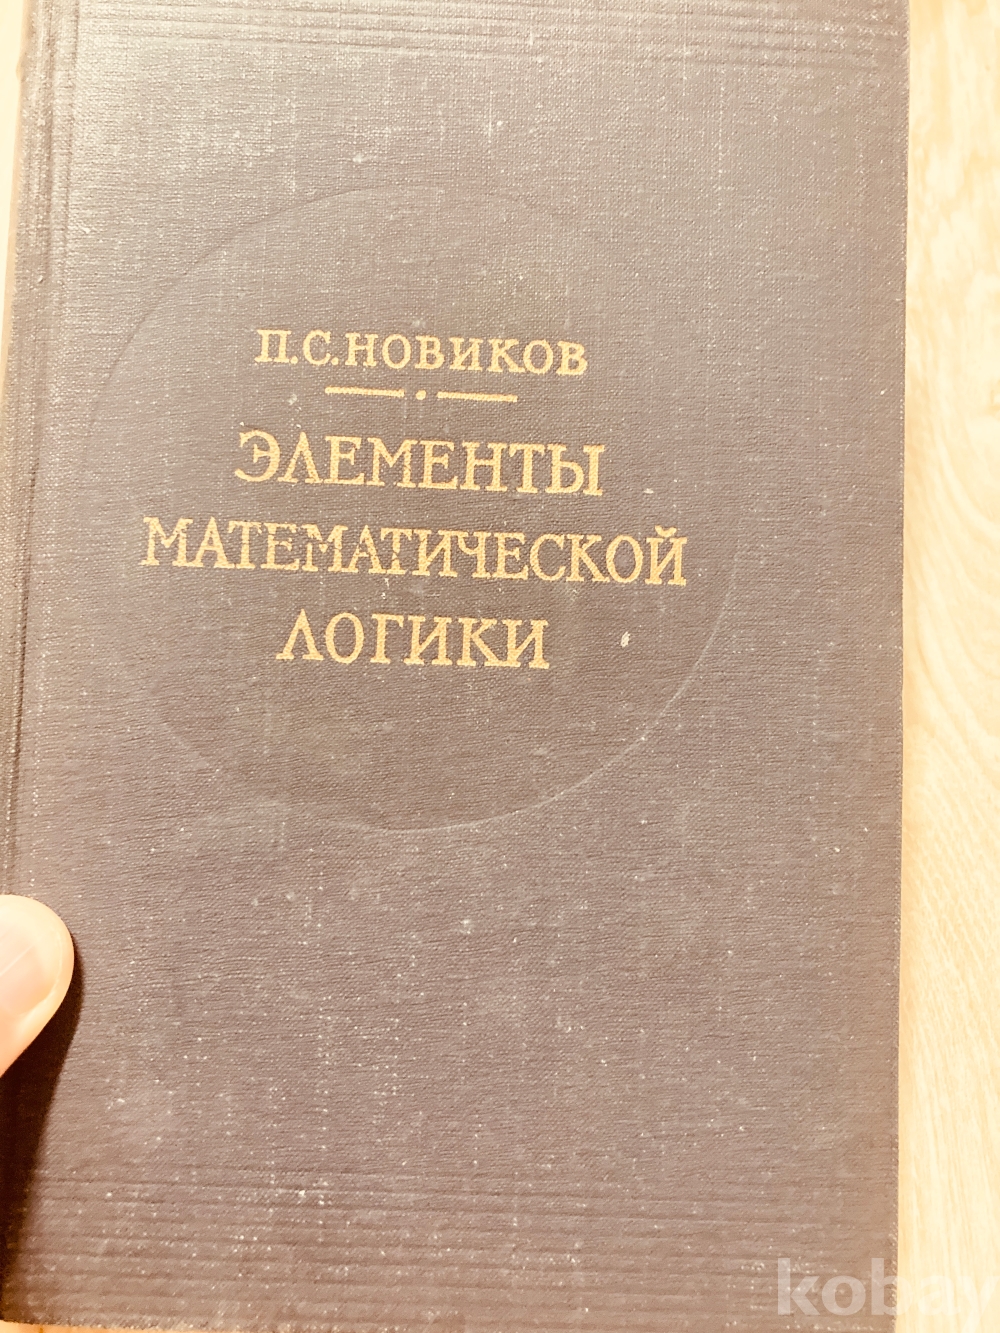 П.С.НОВИКОВ
ЭЛЕМЕНТЫ
МАТЕМАТИЧЕСКОЙ
ЛОГИКИ
kobay